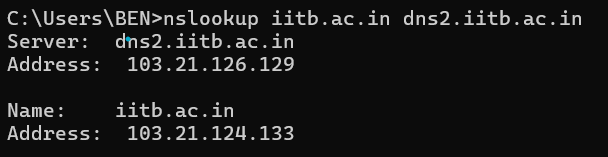 C:\Users\BEN>nslookup iitb.ac.in dns2.iitb.ac.in
Server:  dns2.iitb.ac.in
Address:  103.21.126.129

Name:    iitb.ac.in
Address:  103.21.124.133